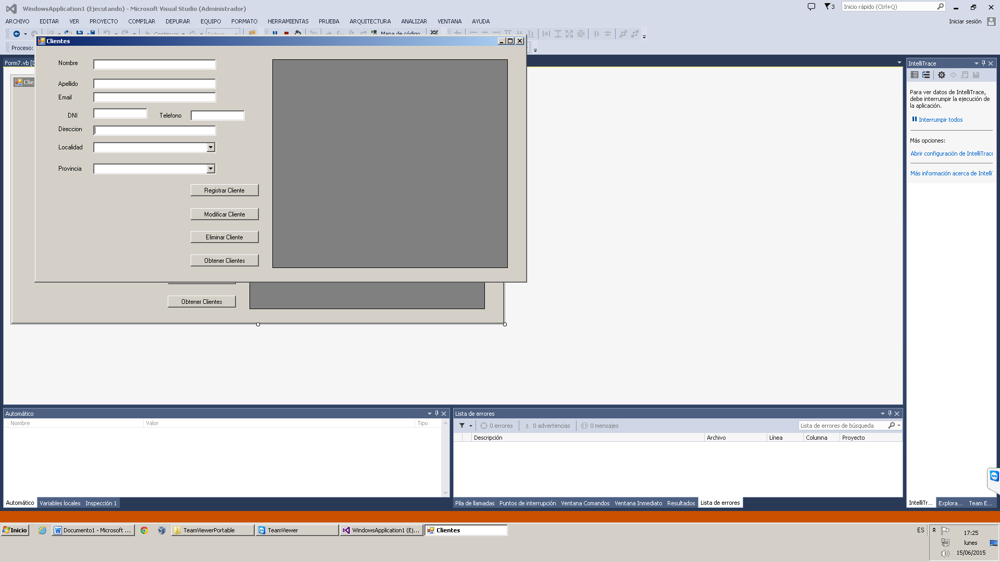 WindowsApplication1 (Ejecutando) - Microsoft Visual Studio (Administrador)
3
Inicio rápido (Ctrl+Q)
ARCHIVO EDITAR VER PROYECTO COMPILAR DEPURAR EQUIPO FORMATO HERRAMIENTAS PRUEBA ARQUITECTURA ANALIZAR VENTANA AYUDA
Iniciar sesión
Continuar Debug Mapa de código
Proceso:
Clientes
Form7.vb [D
Clie
Nombre
Apellido
Email
DNI Telefono
Direccion
Localidad
Provincia
Registrar Cliente
Modificar Cliente
Eliminar Cliente
Obtener Clientes
Obtener Clientes
IntelliTrace
Para ver datos de IntelliTrace,
debe interrumpir la ejecución de
la aplicación.
Interrumpir todos
Más opciones:
Abrir configuración de IntelliTrace
Más información acerca de Intelli
Automático
Nombre Valor Tipo
Automático Variables locales Inspección 1
Lista de errores
0 errores 0 advertencias 0 mensajes
Lista de errores de búsqueda
Descripción Archivo Línea Columna Proyecto
Pila de llamadas Puntos de interrupción Ventana Comandos Ventana Inmediato Resultados Lista de errores
IntelliTr... Explora... Team E...
Inicio Documento1 - Microsoft ... TeamViewerPortable TeamViewer WindowsApplication1 (Ej... Clientes
ES
17:25
lunes
15/06/2015